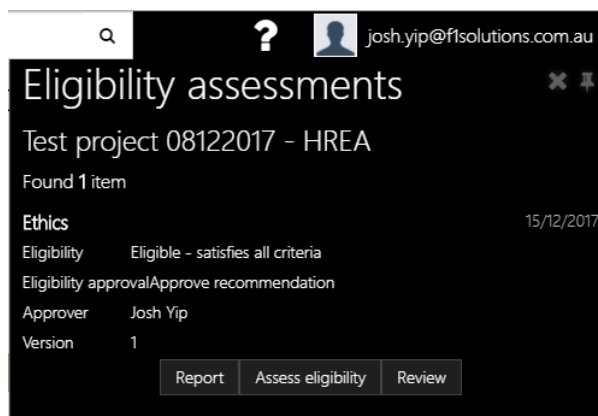 ? josh.yip@f1solutions.com.au
Eligibility assessments
Test project 08122017 - HREA
Found 1 item
Ethics 15/12/2017
Eligibility Eligible - satisfies all criteria
Eligibility approvalApprove recommendation
Approver Josh Yip
Version 1
Report Assess eligibility Review